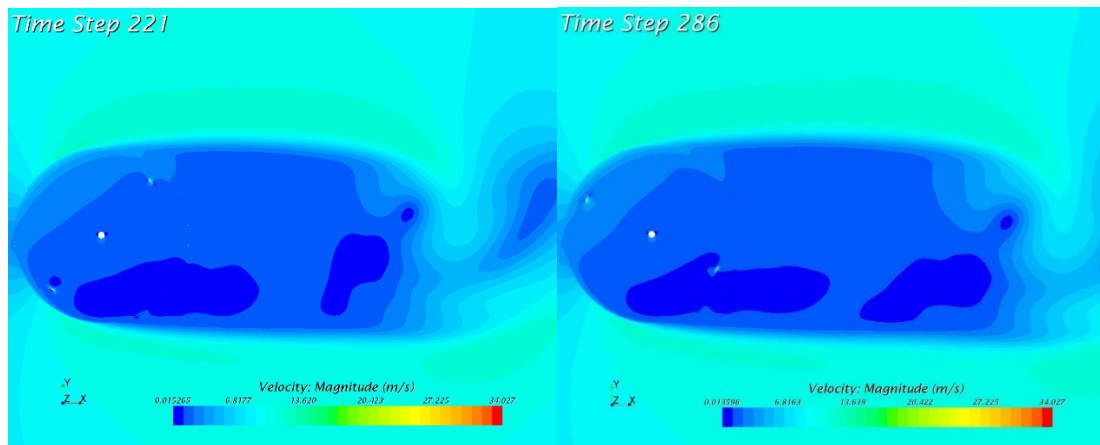 Time Step 221
Y
Z X
Velocity: Magnitude (m/s)
0.015265 6.8177 13.620 20.423 27.225 34.027
Time Step 286
Y
Z X
Velocity: Magnitude (m/s)
0.013596 6.8163 13.619 20.422 27.225 34.027